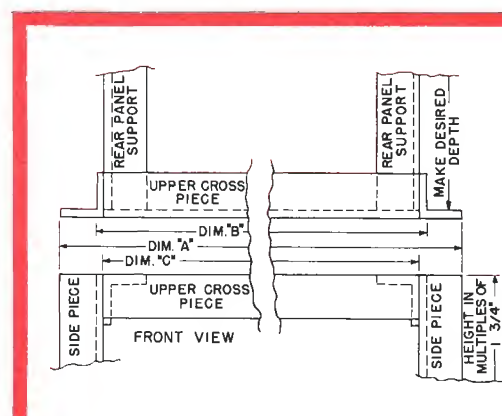 REAR PANEL
SUPPORT
REAR PANEL
SUPPORT
MAKE DESIRED
DEPTH
UPPER CROSS
PIECE
DIM."B"
DIM."A"
DIM."C"
SIDE PIECE
UPPER CROSS
PIECE
FRONT VIEW
SIDE PIECE
HEIGHT IN
MULTIPLES OF
1 3/4"